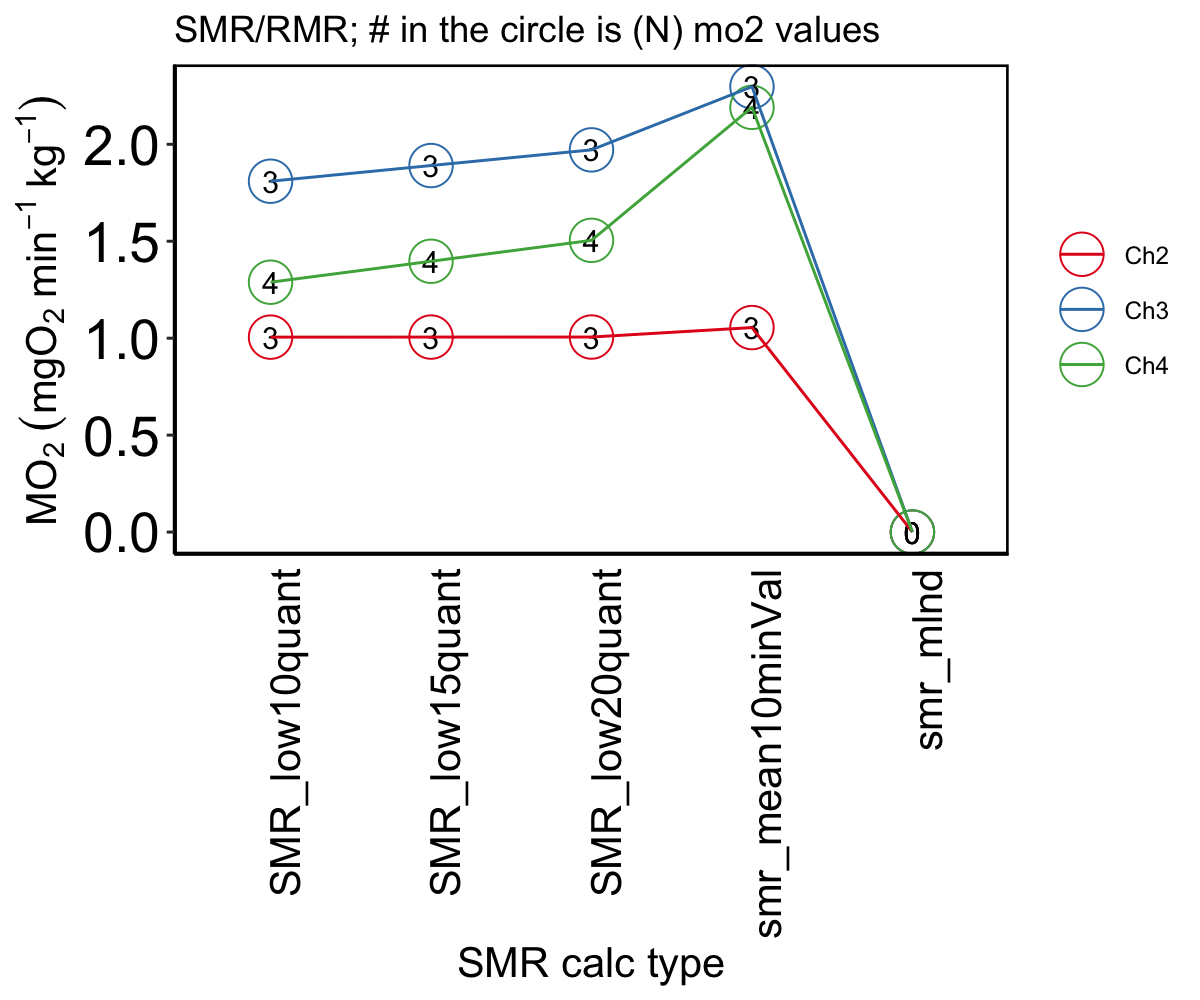 SMR/RMR; # in the circle is (N) mo2 values
MO₂ (mgO₂ min⁻¹ kg⁻¹)
2.0
1.5
1.0
0.5
0.0
3 3 3 3
4 4 4 4
3 3 3 3
0
Ch2
Ch3
Ch4
SMR_low10quant
SMR_low15quant
SMR_low20quant
smr_mean10minVal
smr_mlnd
SMR calc type